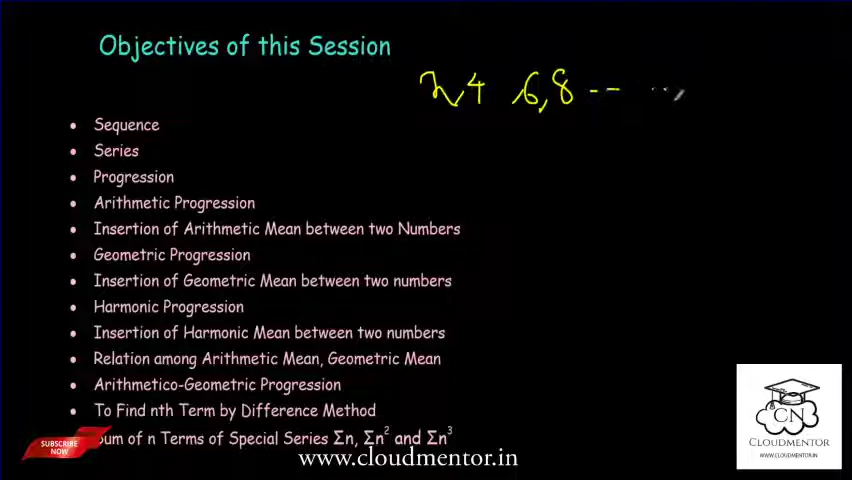 Objectives of this Session
2,4 ,6,8 -- --
• Sequence
• Series
• Progression
• Arithmetic Progression
• Insertion of Arithmetic Mean between two Numbers
• Geometric Progression
• Insertion of Geometric Mean between two numbers
• Harmonic Progression
• Insertion of Harmonic Mean between two numbers
• Relation among Arithmetic Mean, Geometric Mean
• Arithmetico-Geometric Progression
• To Find nth Term by Difference Method
um of n Terms of Special Series Σn, Σn² and Σn³
SUBSCRIBE
NOW
www.cloudmentor.in
CN
CLOUDMENTOR
WWW.CLOUDMENTOR.IN